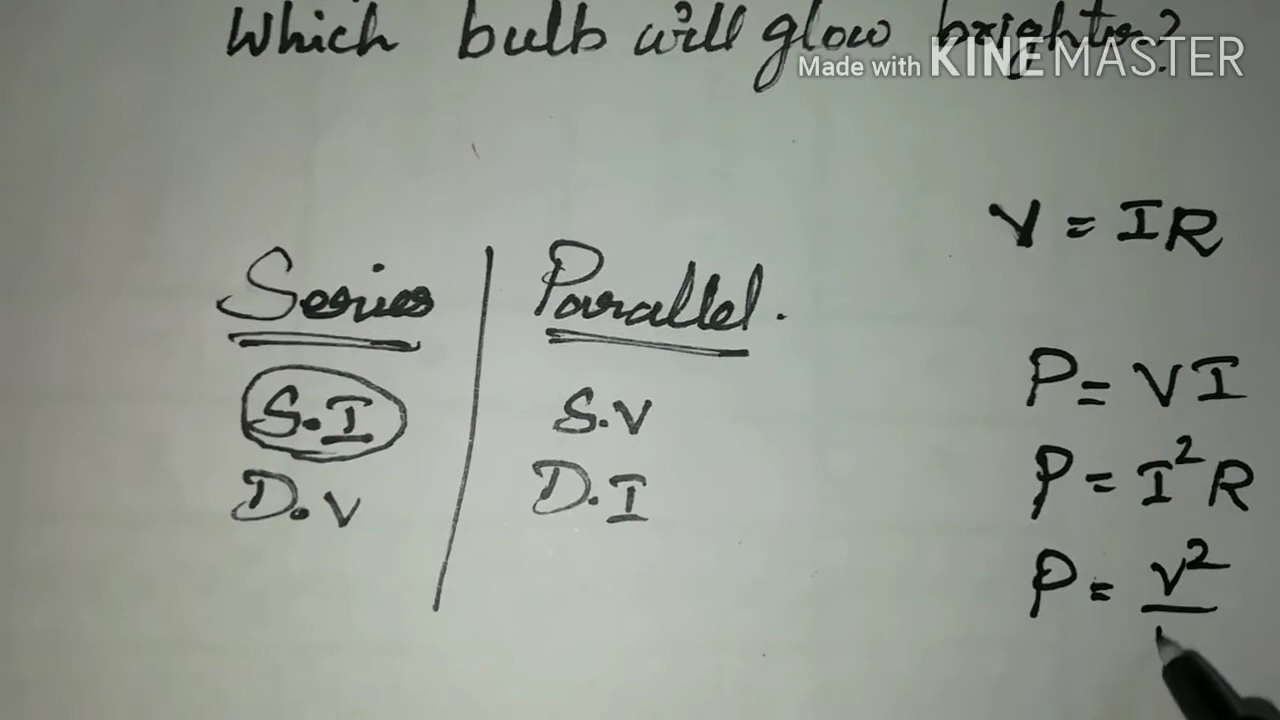 Which bulb will glow brighter?
Made with KINEMASTER
Series Parallel.
S.I S.V
D.V D.I
V = IR
P = VI
P = I²R
P = V²